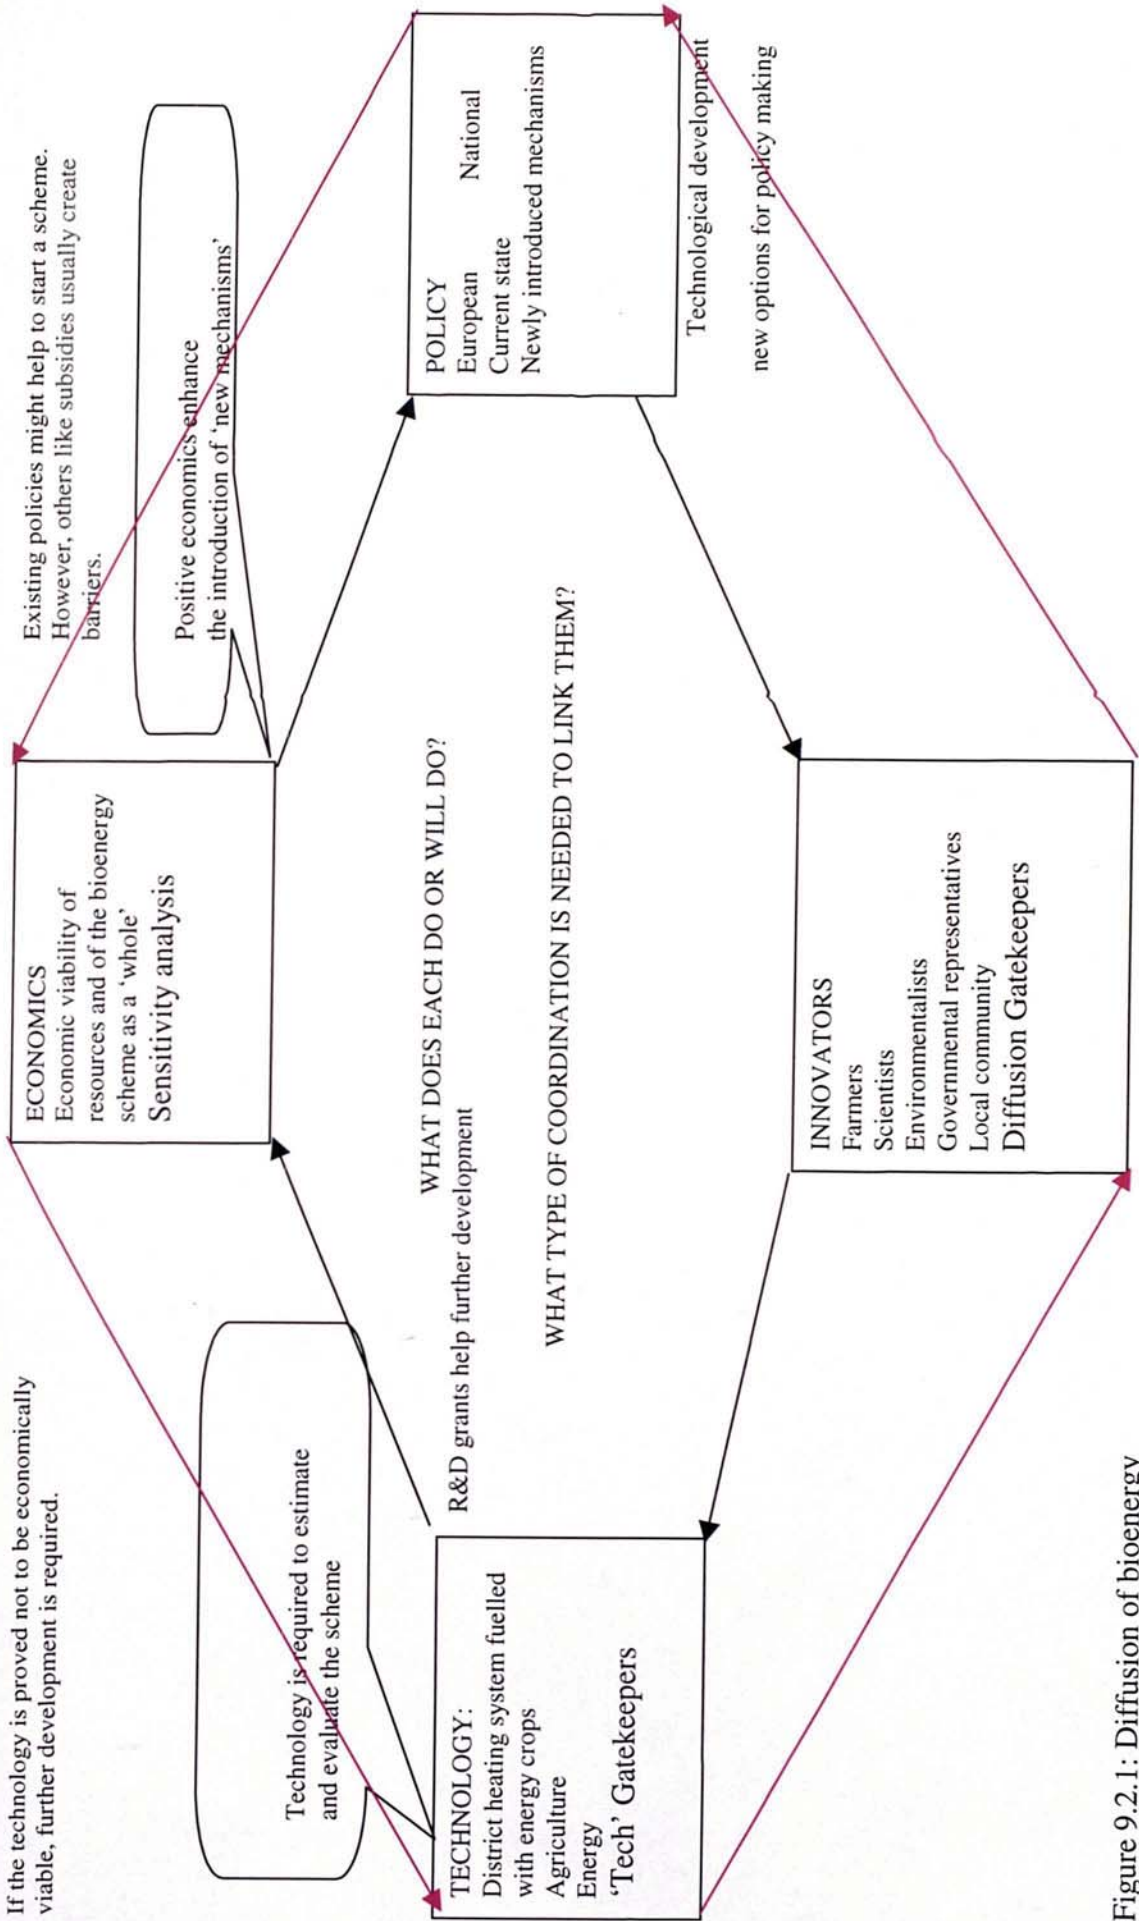 If the technology is proved not to be economically
viable, further development is required.
Existing policies might help to start a scheme.
However, others like subsidies usually create
barriers.
ECONOMICS
Economic viability of
resources and of the bioenergy
scheme as a ‘whole’
Sensitivity analysis
Positive economics enhance
the introduction of ‘new mechanisms’
Technology is required to estimate
and evaluate the scheme
WHAT DOES EACH DO OR WILL DO?
R&D grants help further development
WHAT TYPE OF COORDINATION IS NEEDED TO LINK THEM?
TECHNOLOGY:
District heating system fuelled
with energy crops
Agriculture
Energy
‘Tech’ Gatekeepers
POLICY
European National
Current state
Newly introduced mechanisms
Technological development
new options for policy making
INNOVATORS
Farmers
Scientists
Environmentalists
Governmental representatives
Local community
Diffusion Gatekeepers
Figure 9.2.1: Diffusion of bioenergy